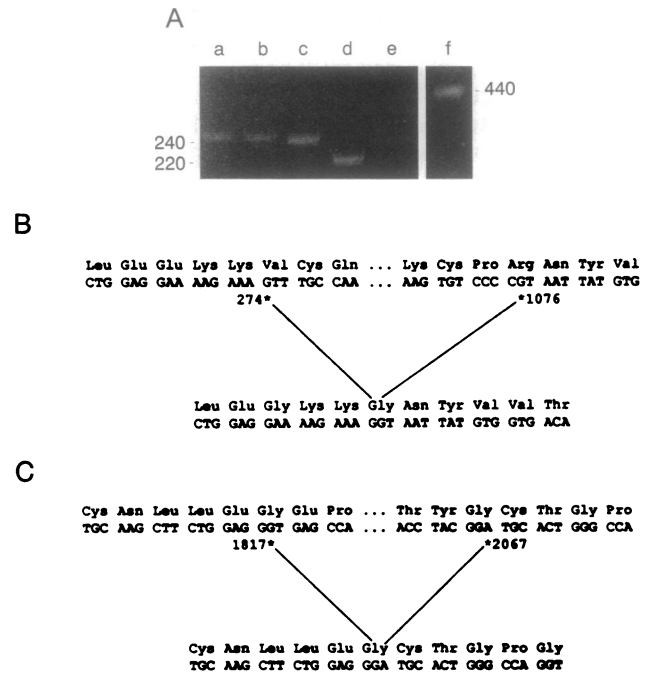 A
a b c d e f
440
240
220
B
Leu Glu Glu Lys Lys Val Cys Gln ... Lys Cys Pro Arg Asn Tyr Val
CTG GAG GAA AAG AAA GTT TGC CAA ... AAG TGT CCC CGT AAT TAT GTG
274* *1076
Leu Glu Gly Lys Lys Gly Asn Tyr Val Val Thr
CTG GAG GAA AAG AAA GGT AAT TAT GTG GTG ACA
C
Cys Asn Leu Leu Glu Gly Glu Pro ... Thr Tyr Gly Cys Thr Gly Pro
TGC AAG CTT CTG GAG GGT GAG CCA ... ACC TAC GGA TGC ACT GGG CCA
1817* *2067
Cys Asn Leu Leu Glu Gly Cys Thr Gly Pro Gly
TGC AAG CTT CTG GAG GGA TGC ACT GGG CCA GGT